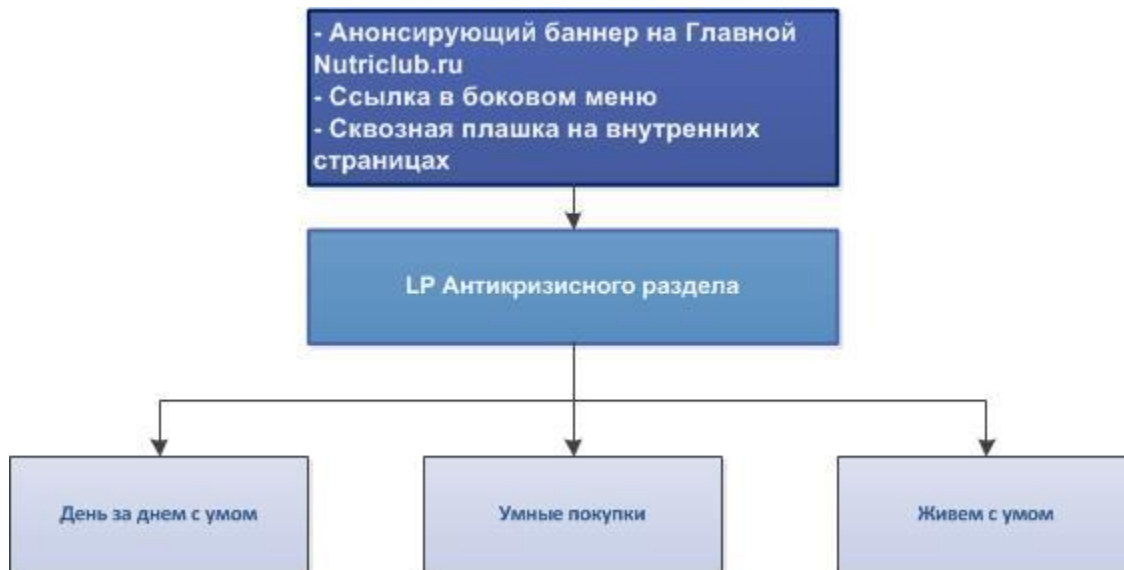 - Анонсирующий баннер на Главной
Nutriclub.ru
- Ссылка в боковом меню
- Сквозная плашка на внутренних
страницах
LP Антикризисного раздела
День за днем с умом
Умные покупки
Живем с умом